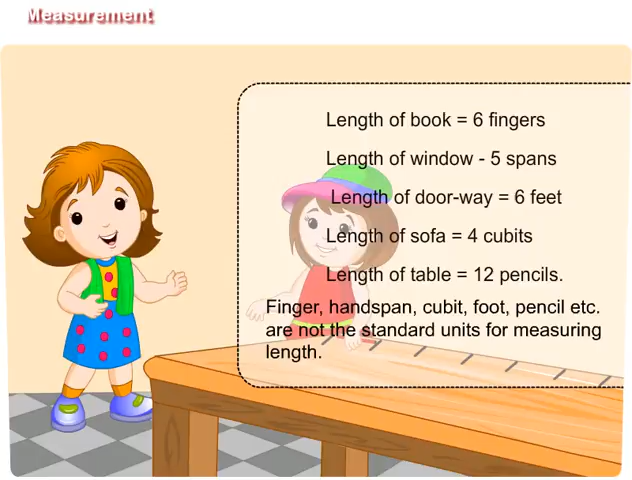 Measurement
Length of book = 6 fingers
Length of window - 5 spans
Length of door-way = 6 feet
Length of sofa = 4 cubits
Length of table = 12 pencils.
Finger, handspan, cubit, foot, pencil etc.
are not the standard units for measuring
length.